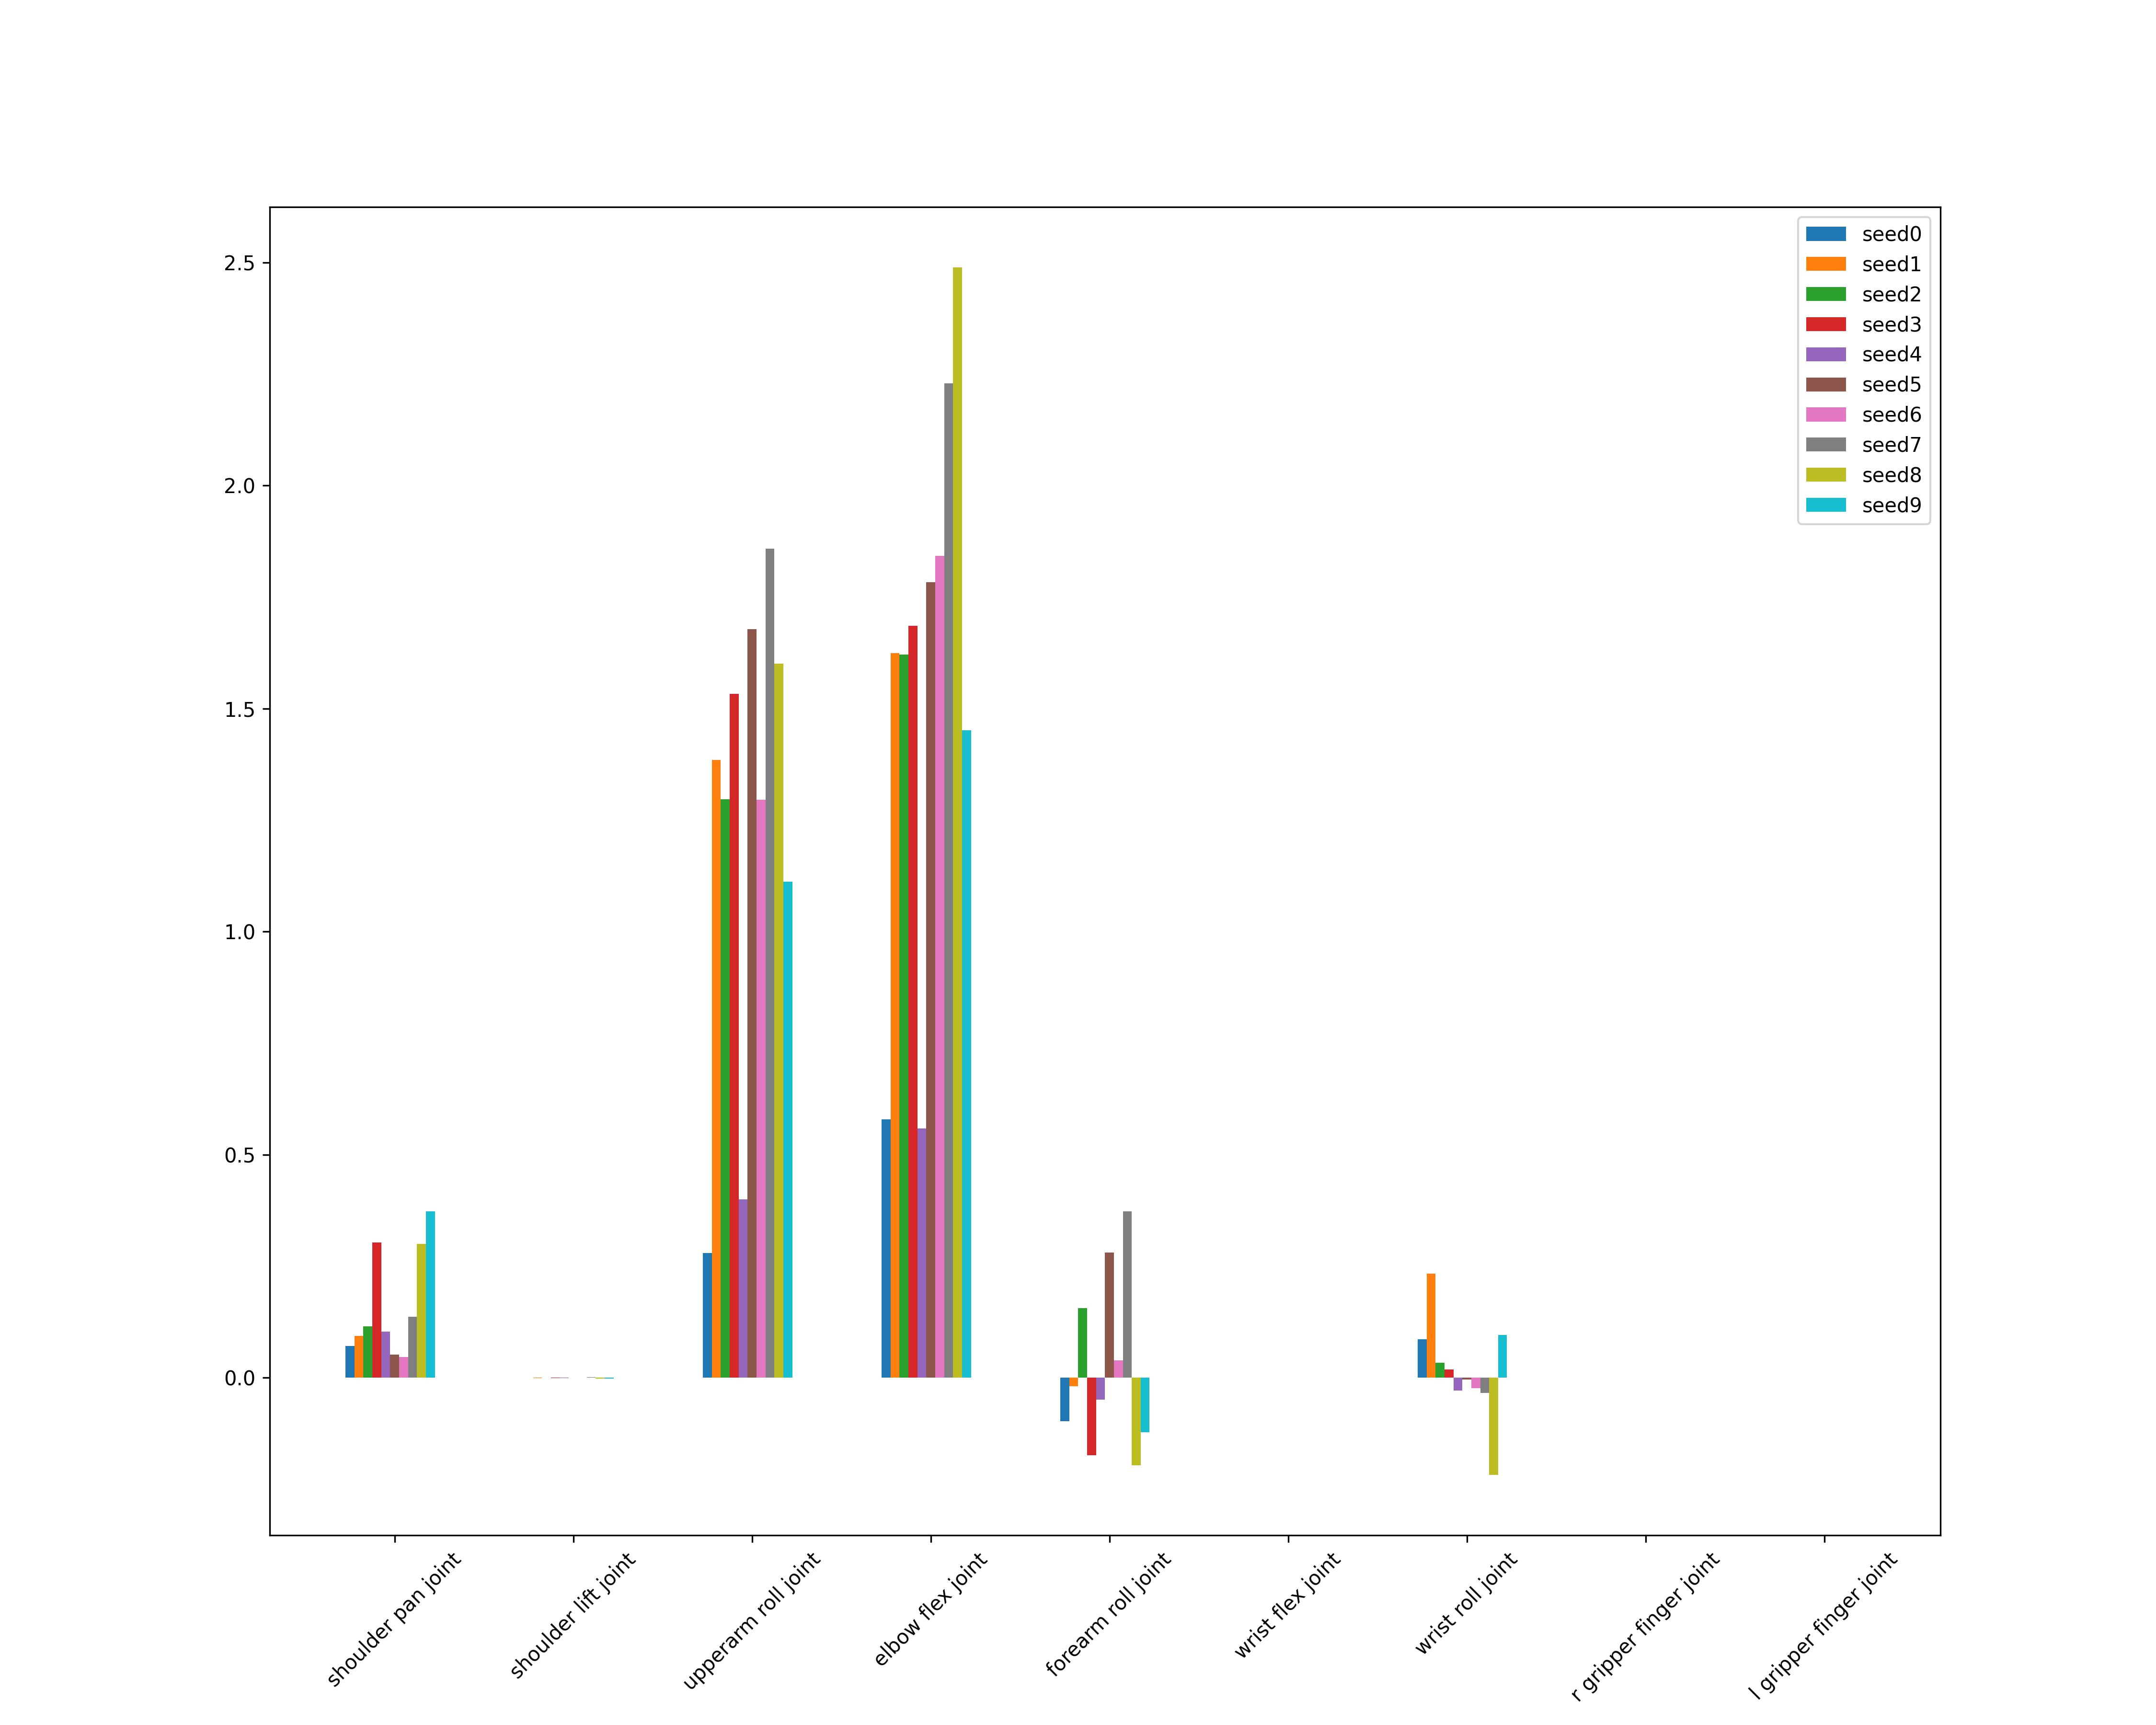 2.5
2.0
1.5
1.0
0.5
0.0
seed0
seed1
seed2
seed3
seed4
seed5
seed6
seed7
seed8
seed9
shoulder pan joint
shoulder lift joint
upperarm roll joint
elbow flex joint
forearm roll joint
wrist flex joint
wrist roll joint
r gripper finger joint
l gripper finger joint